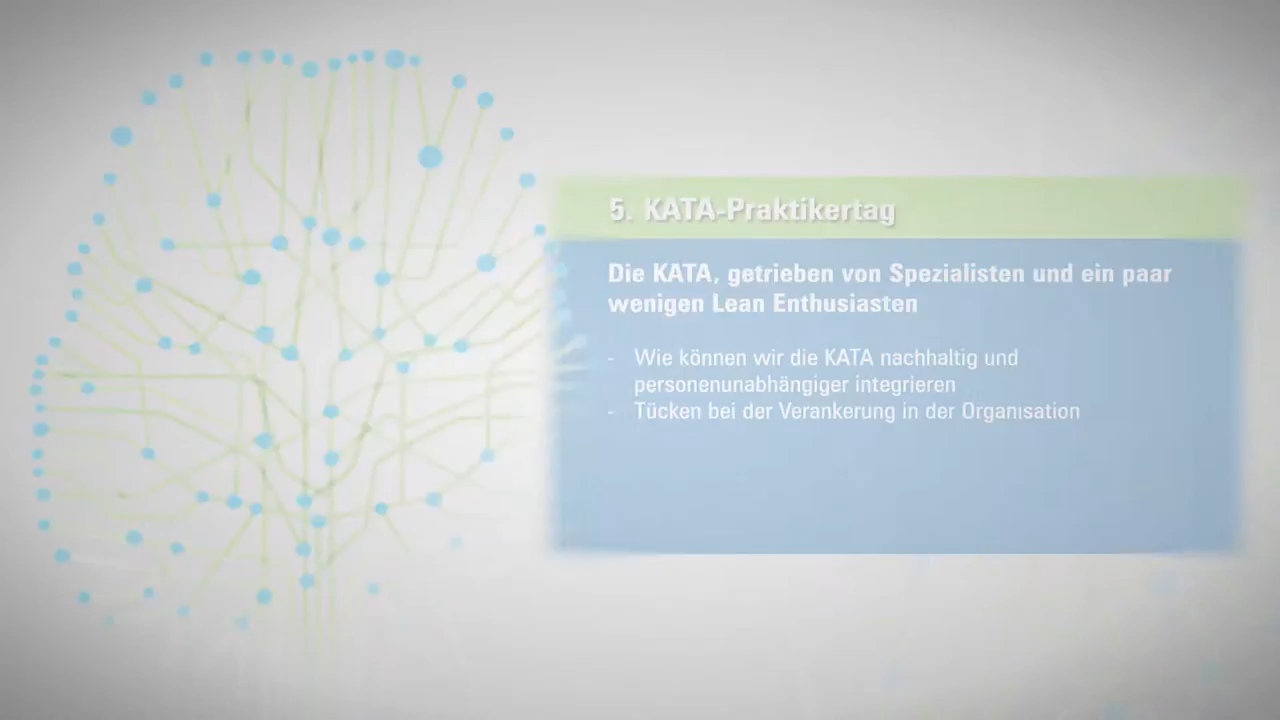 5. KATA-Praktikertag
Die KATA, getrieben von Spezialisten und ein paar
wenigen Lean Enthusiasten
- Wie können wir die KATA nachhaltig und
personenunabhängiger integrieren
- Tücken bei der Verankerung in der Organisation